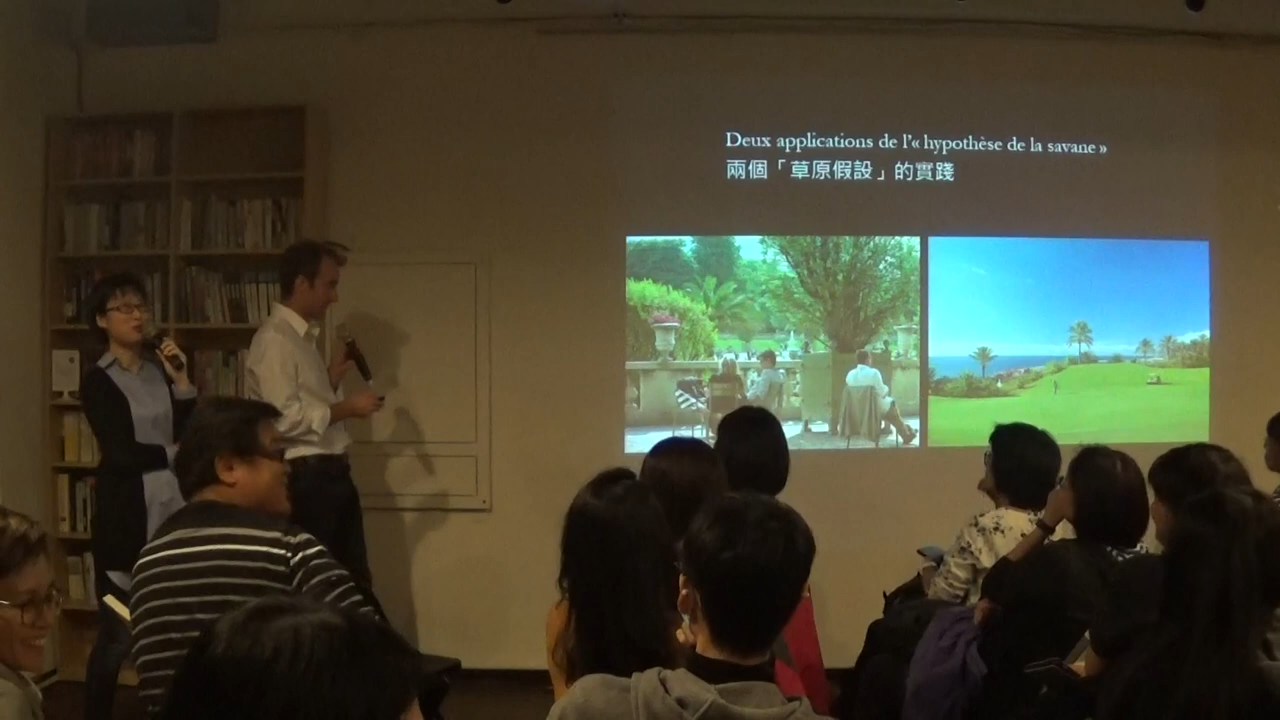 Deux applications de l'« hypothèse de la savane »
兩個「草原假設」的實踐